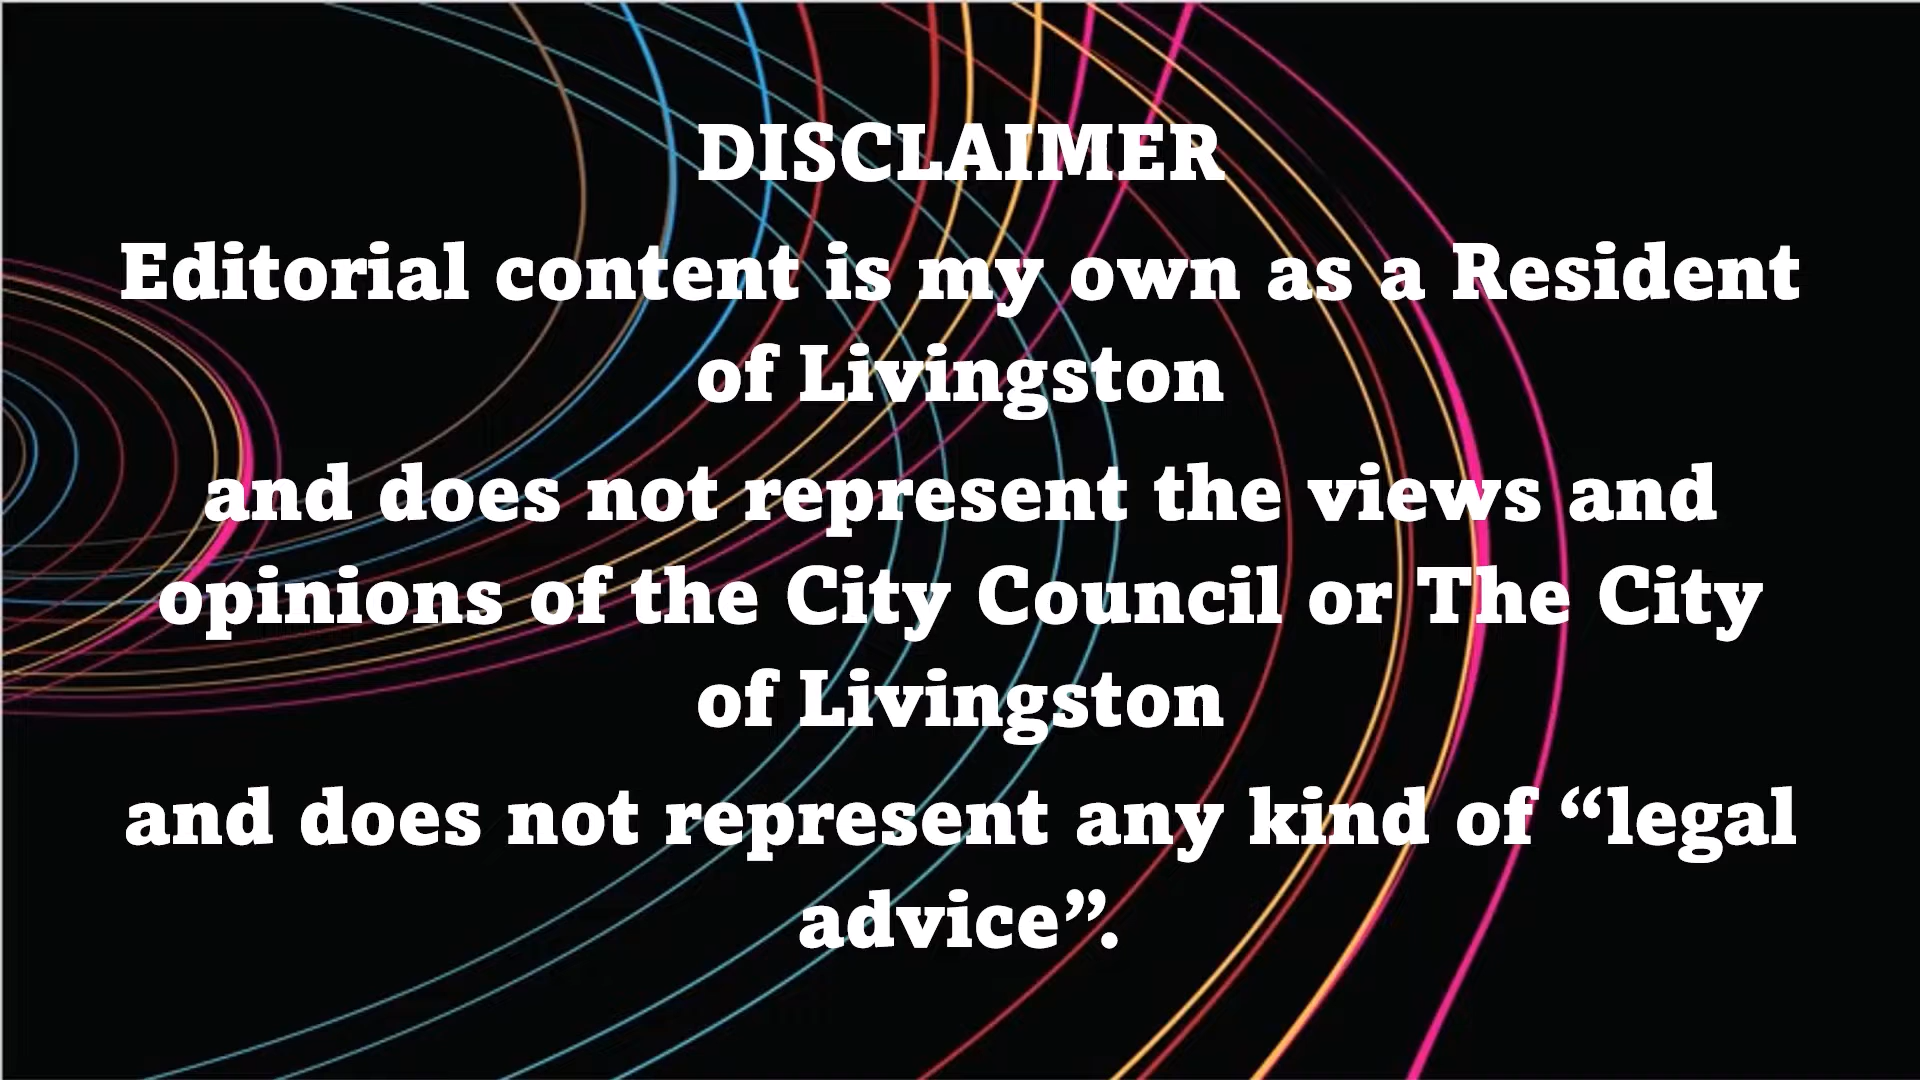 DISCLAIMER
Editorial content is my own as a Resident
of Livingston
and does not represent the views and
opinions of the City Council or The City
of Livingston
and does not represent any kind of “legal
advice”.